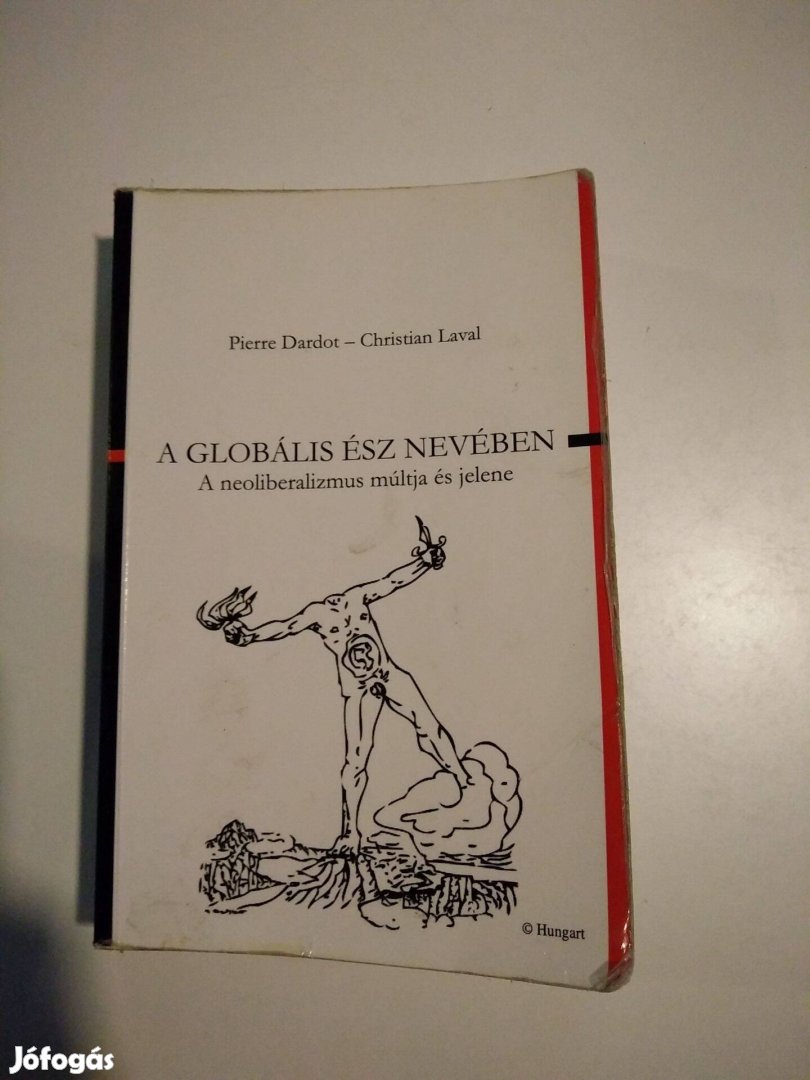 Pierre Dardot – Christian Laval
A GLOBÁLIS ÉSZ NEVÉBEN
A neoliberalizmus múltja és jelene
© Hungart
Jófogás